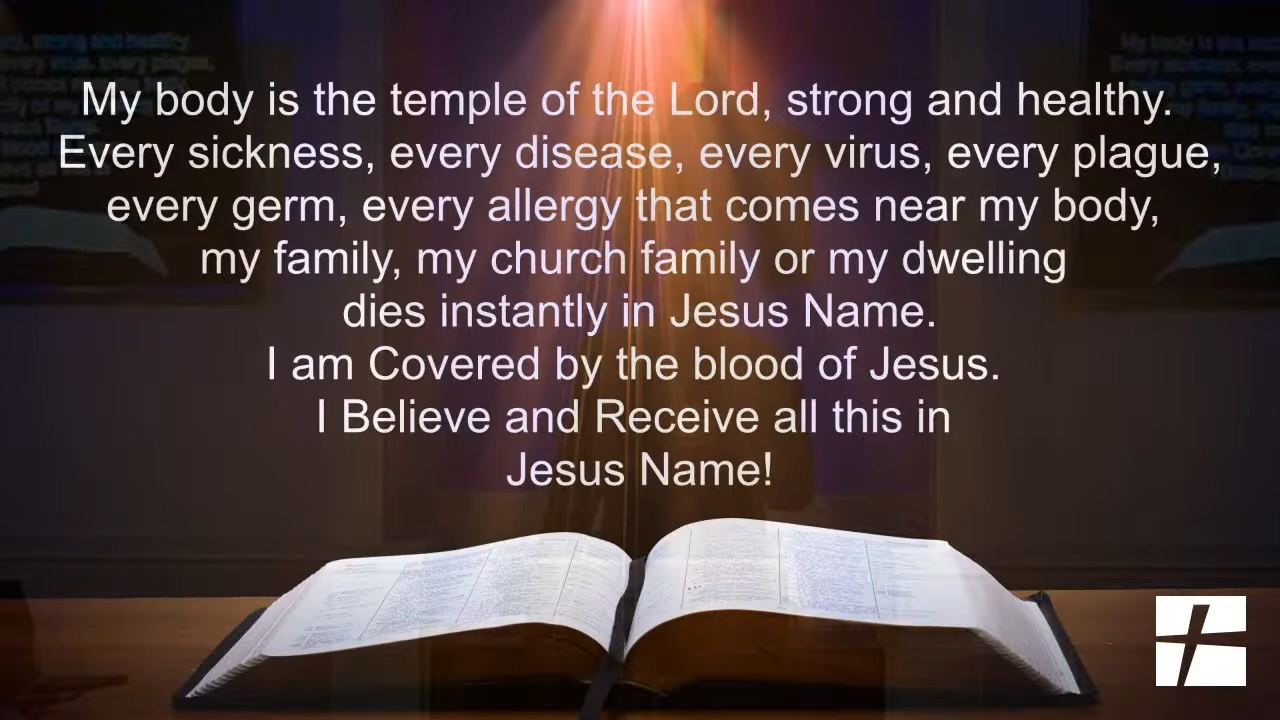 My body is the temple of the Lord, strong and healthy.
Every sickness, every disease, every virus, every plague,
every germ, every allergy that comes near my body,
my family, my church family or my dwelling
dies instantly in Jesus Name.
I am Covered by the blood of Jesus.
I Believe and Receive all this in
Jesus Name!